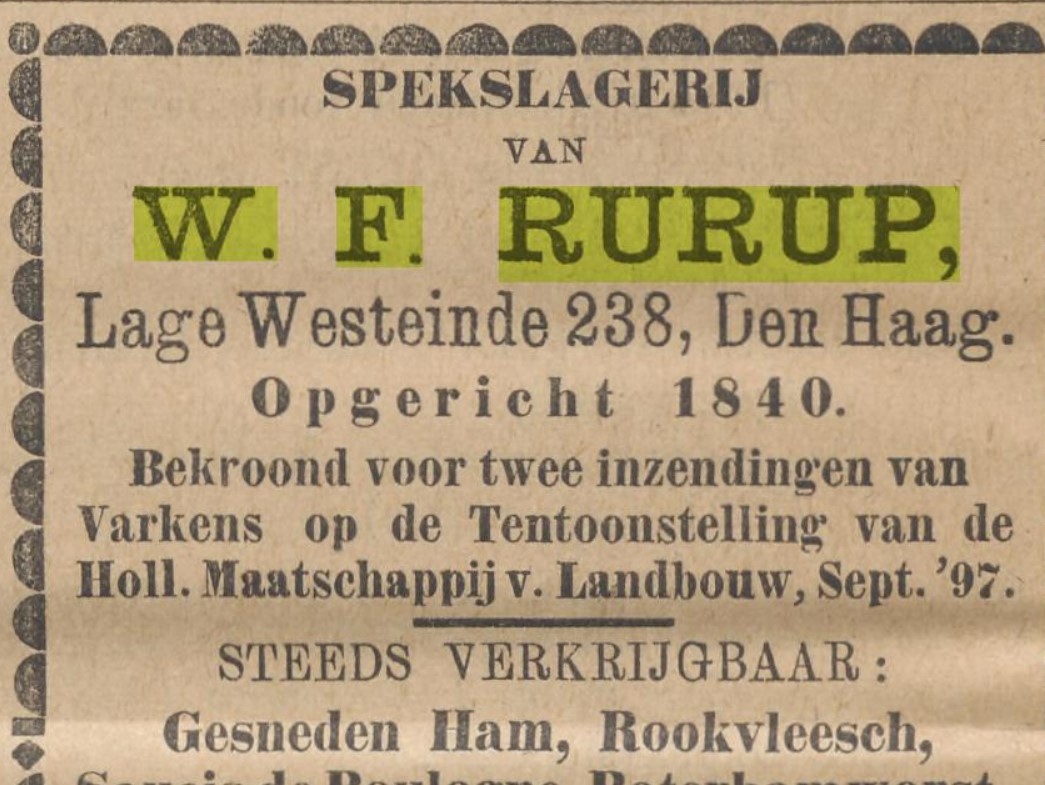 SPEKSLAGERIJ
VAN
W. F. RURUP,
Lage Westeinde 238, Den Haag.
Opgericht 1840.
Bekroond voor twee inzendingen van
Varkens op de Tentoonstelling van de
Holl. Maatschappij v. Landbouw, Sept. '97.
STEEDS VERKRIJGBAAR:
Gesneden Ham, Rookvleesch,